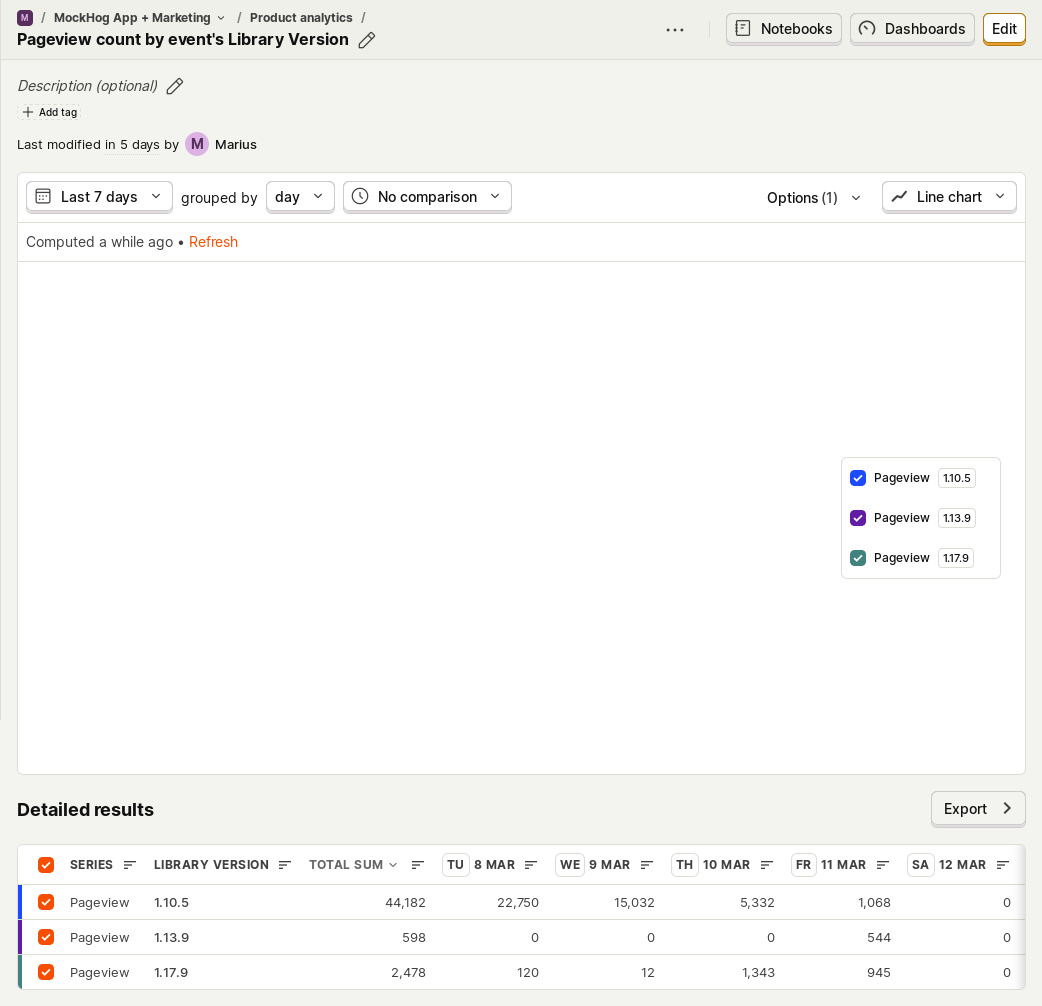 M / MockHog App + Marketing / Product analytics /
Pageview count by event's Library Version
Notebooks Dashboards Edit
Description (optional)
Add tag
Last modified in 5 days by M Marius
Last 7 days grouped by day No comparison Options (1) Line chart
Computed a while ago • Refresh
Pageview 1.10.5
Pageview 1.13.9
Pageview 1.17.9
Detailed results Export
SERIES LIBRARY VERSION TOTAL SUM TU 8 MAR WE 9 MAR TH 10 MAR FR 11 MAR SA 12 MAR
Pageview 1.10.5 44,182 22,750 15,032 5,332 1,068 0
Pageview 1.13.9 598 0 0 0 544 0
Pageview 1.17.9 2,478 120 12 1,343 945 0